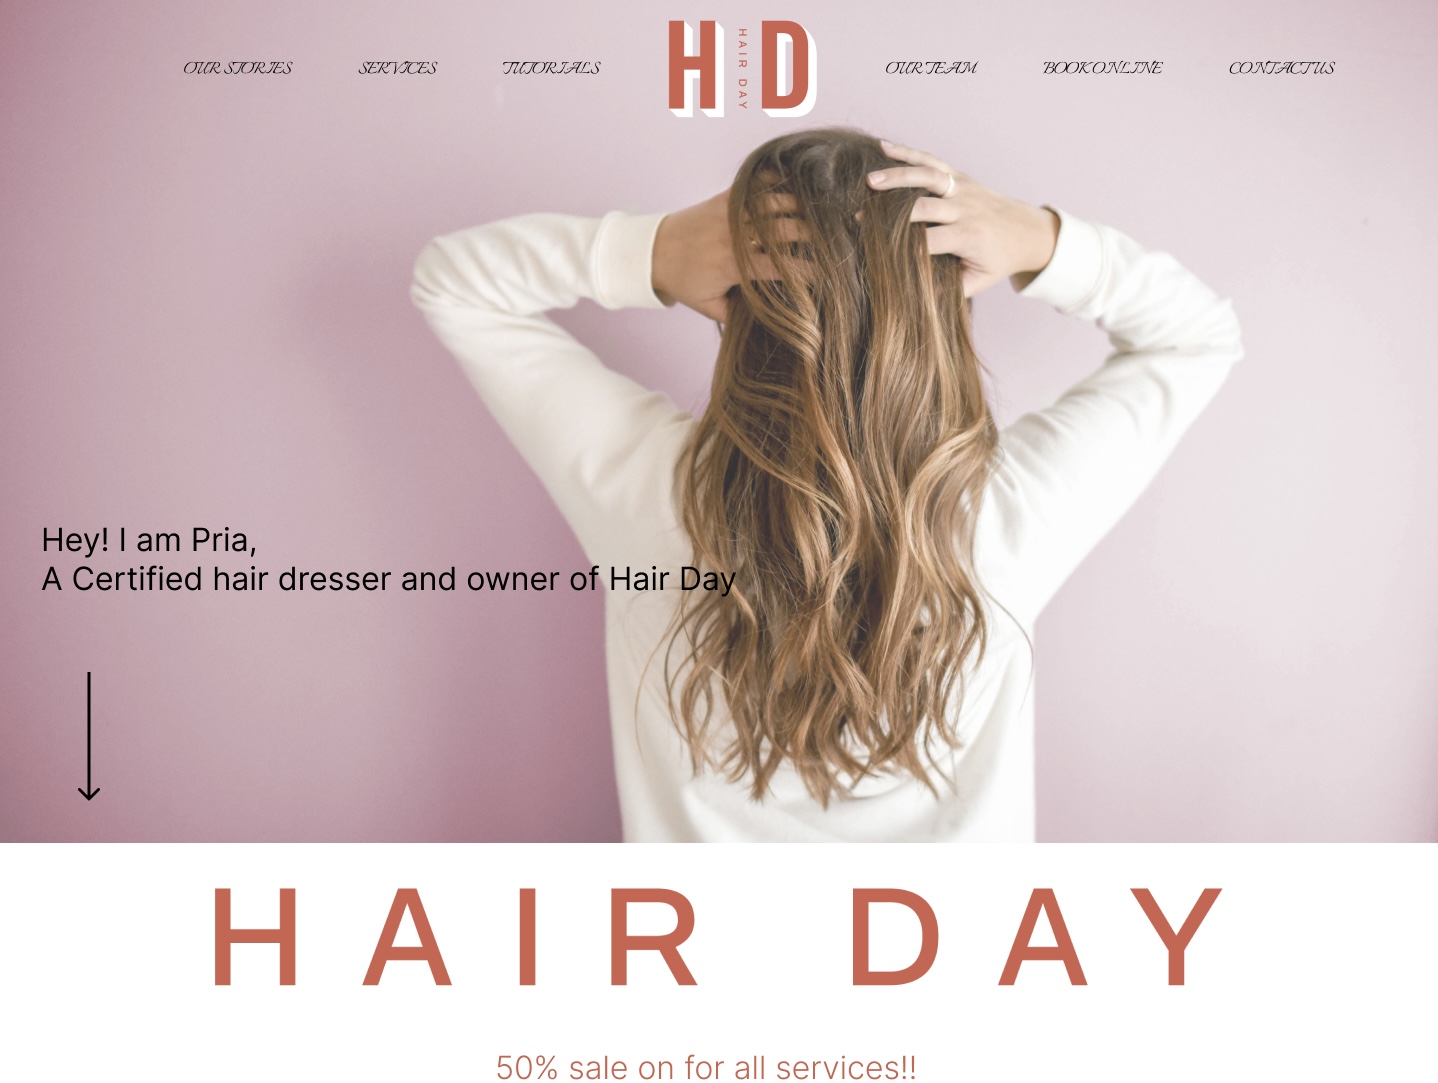 OUR STORIES
SERVICES
TUTORIALS
H HAIR DAY D
OUR TEAM
BOOK ONLINE
CONTACT US
Hey! I am Pria,
A Certified hair dresser and owner of Hair Day
HAIR DAY
50% sale on for all services!!